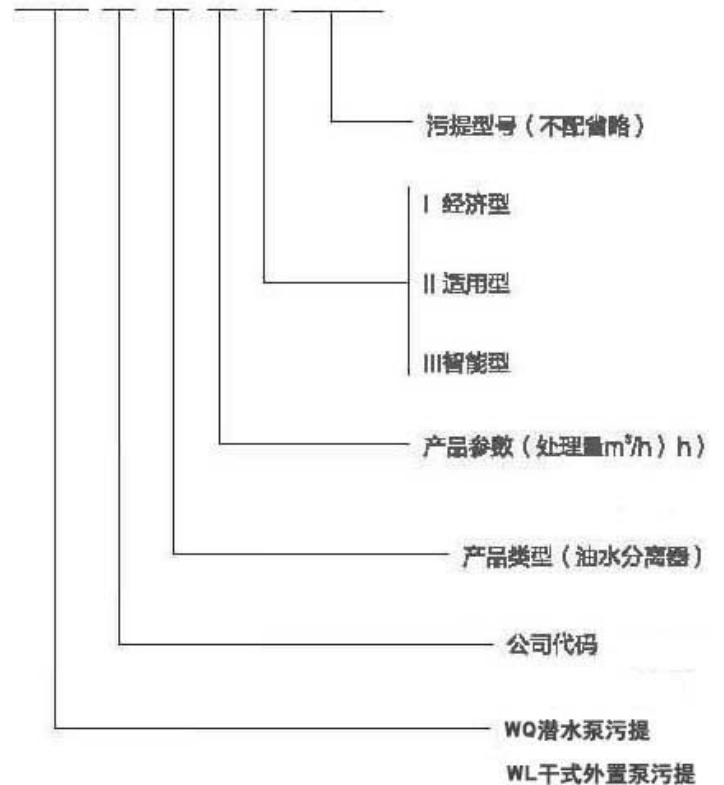 污提型号（不配省略）
I 经济型
II 适用型
III智能型
产品参数（处理量m³/h）h）
产品类型（油水分离器）
公司代码
WQ潜水泵污提
WL干式外置泵污提